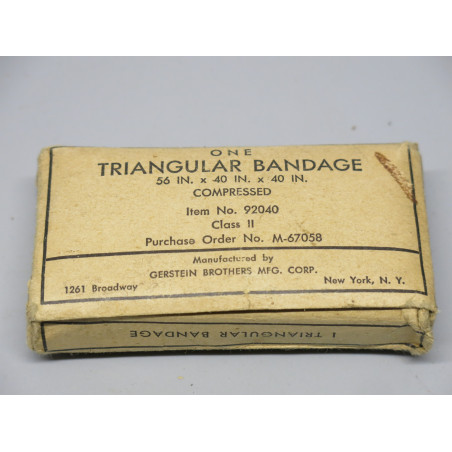 ONE
TRIANGULAR BANDAGE
56 IN. x 40 IN. x 40 IN.
COMPRESSED
Item No. 92040
Class II
Purchase Order No. M-67058
Manufactured by
GERSTEIN BROTHERS MFG. CORP.
1261 Broadway New York, N. Y.
1 TRIANGULAR BANDAGE